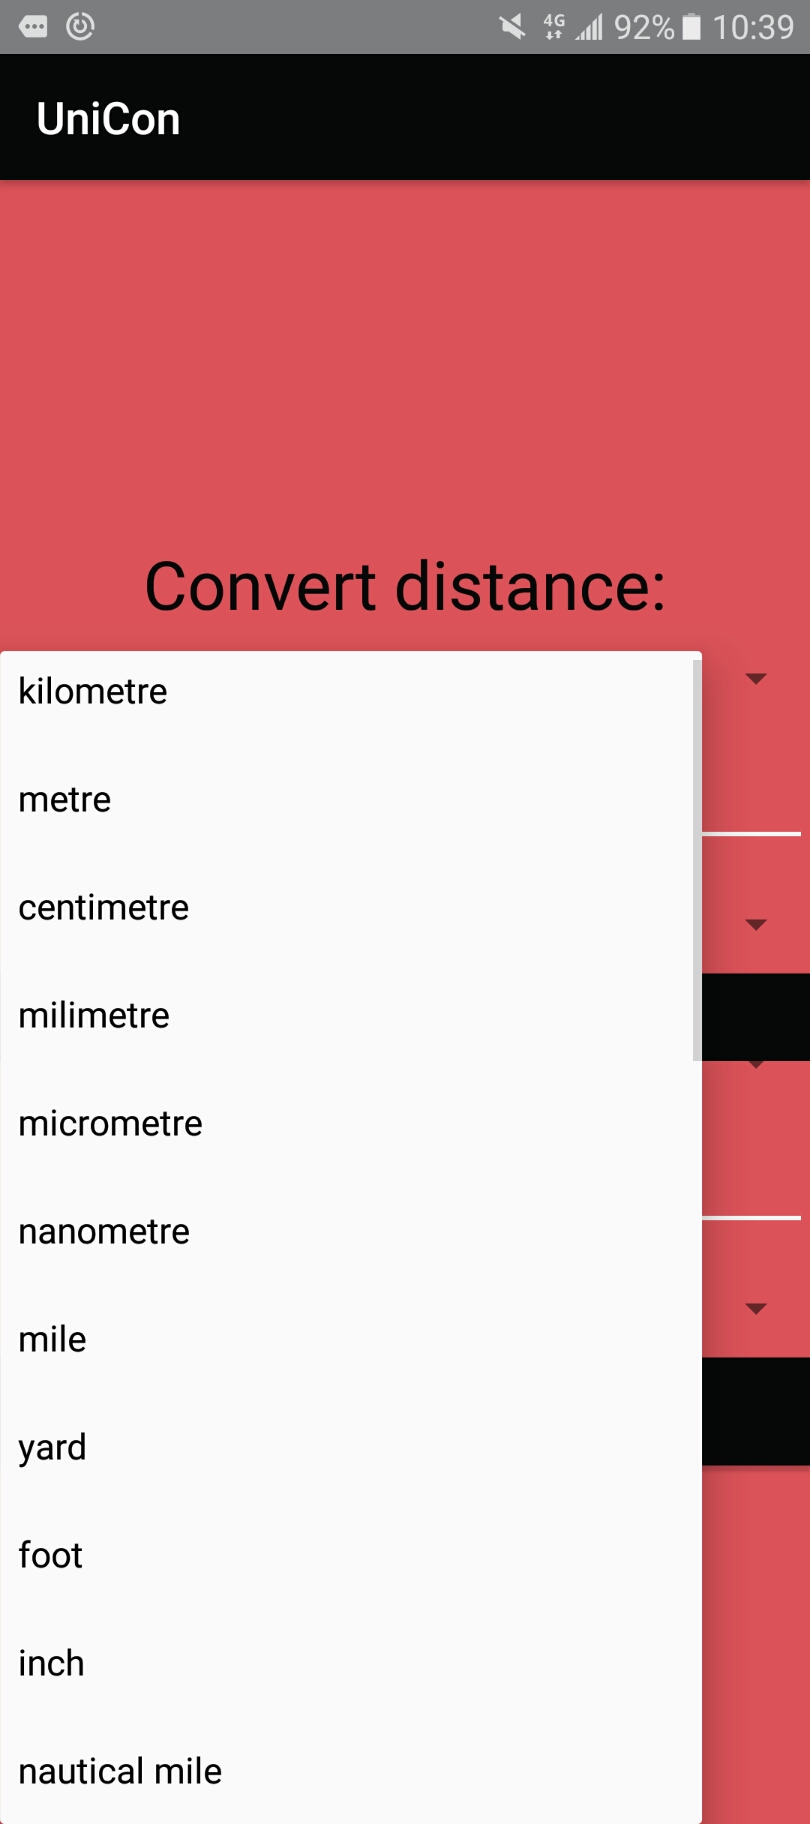 4G 92% 10:39
UniCon
Convert distance:
kilometre
metre
centimetre
milimetre
micrometre
nanometre
mile
yard
foot
inch
nautical mile